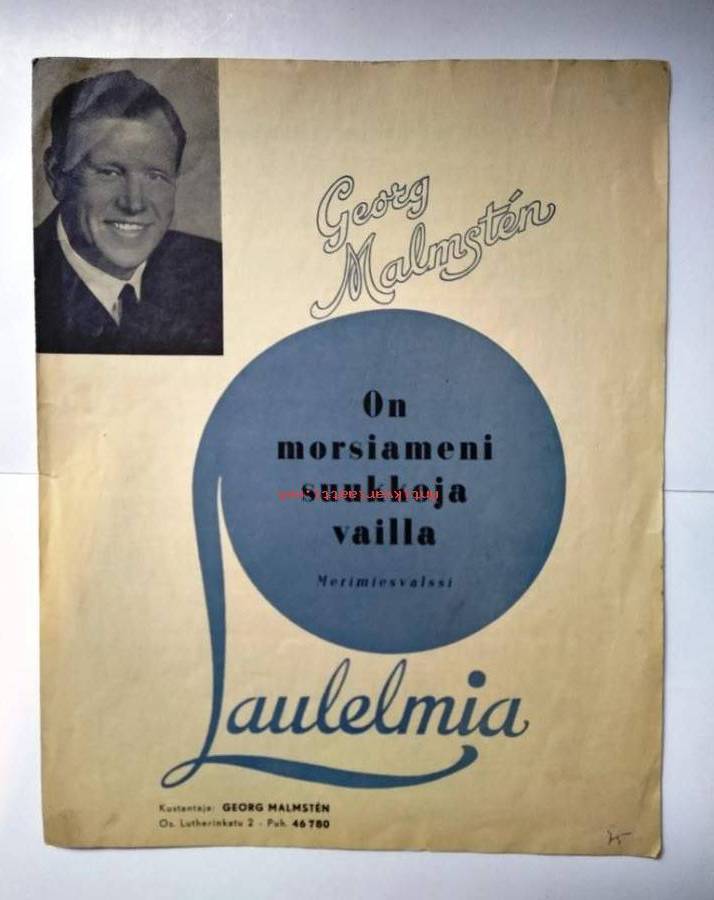 Georg
Malmstén
On
morsiameni
suukkoja
vailla
Merimiesvalssi
Laulelmia
Kustantaja: GEORG MALMSTÉN
Os. Lutherinkatu 2 - Puh. 46 780